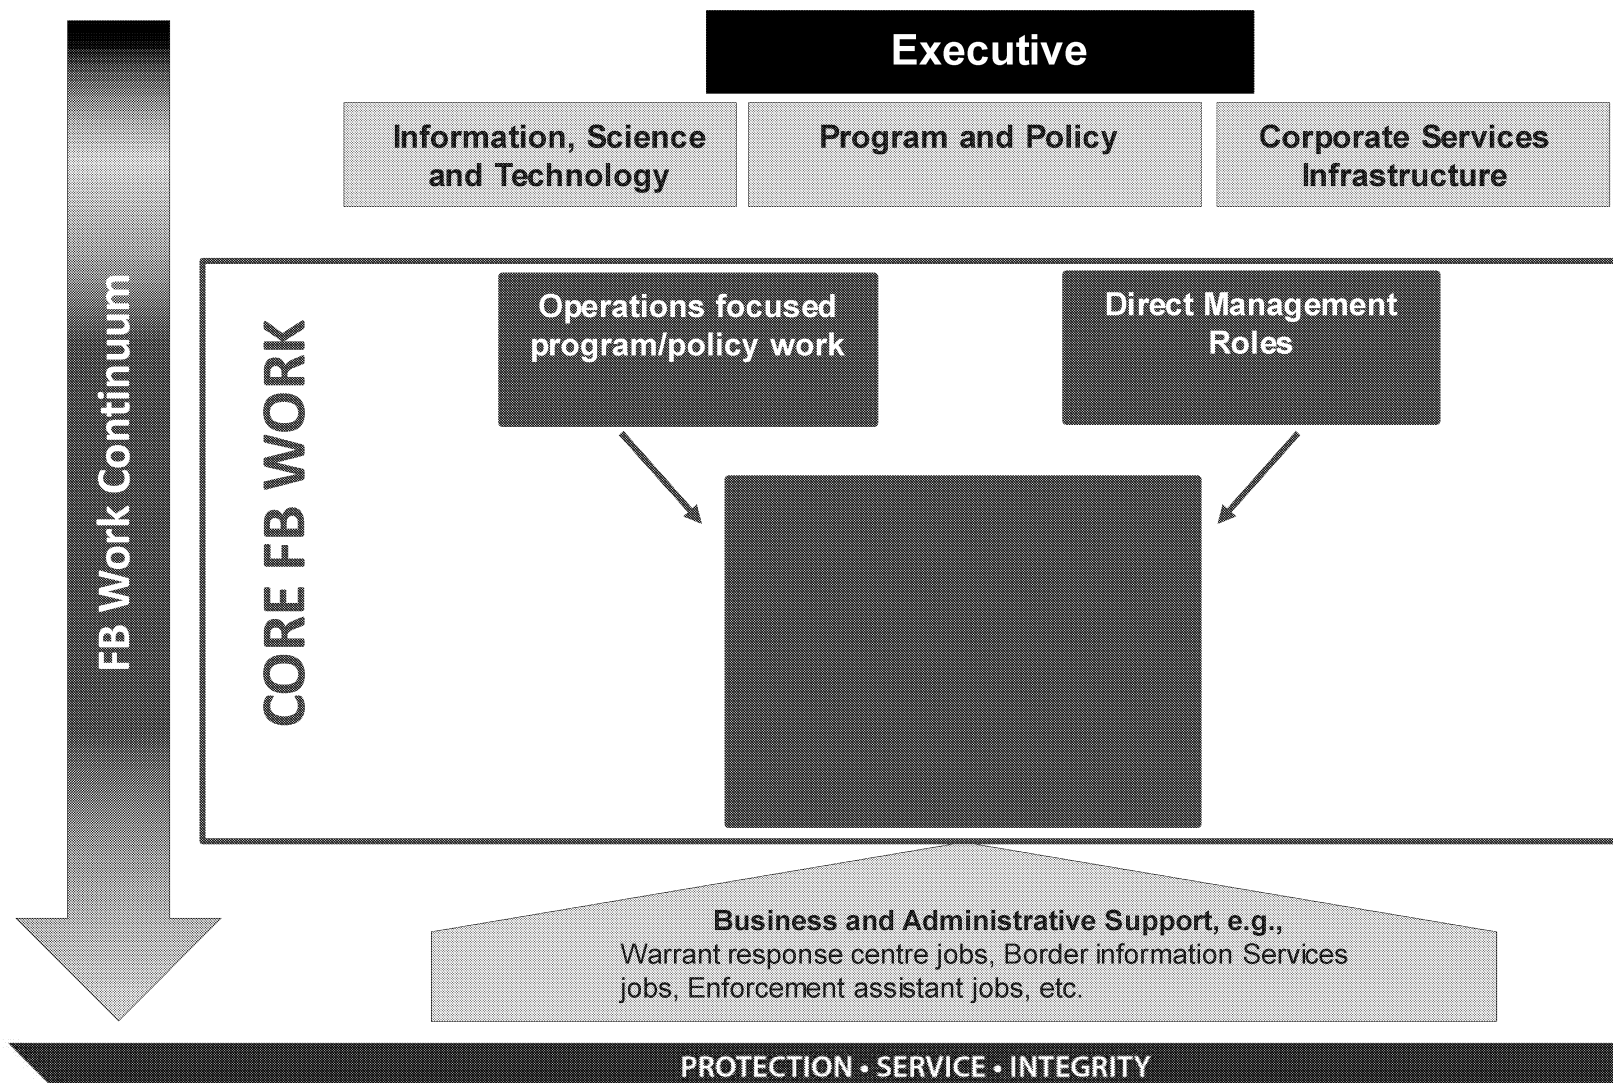 Executive
Information, Science
and Technology
Program and Policy
Corporate Services
Infrastructure
FB Work Continuum
CORE FB WORK
Operations focused
program/policy work
Direct Management
Roles
Business and Administrative Support, e.g.,
Warrant response centre jobs, Border information Services
jobs, Enforcement assistant jobs, etc.
PROTECTION • SERVICE • INTEGRITY